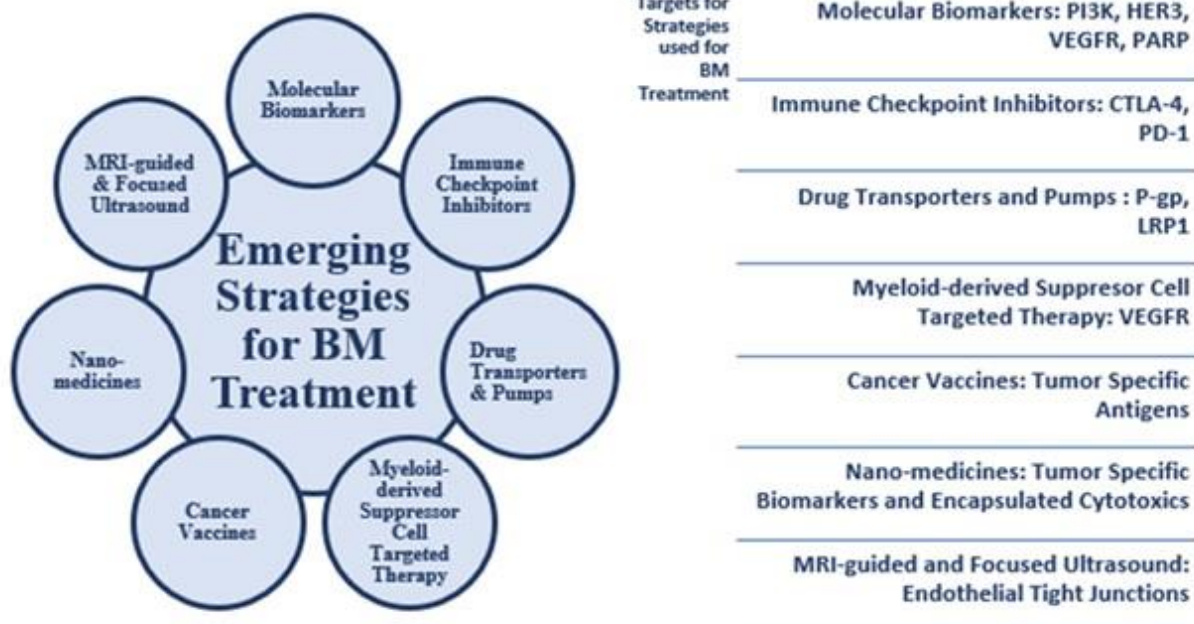 Molecular
Biomarkers
Immune
Checkpoint
Inhibitors
Drug
Transporters
& Pumps
Myeloid-
derived
Suppressor
Cell
Targeted
Therapy
Cancer
Vaccines
Nano-
medicines
MRI-guided
& Focused
Ultrasound
Emerging
Strategies
for BM
Treatment
Targets for
Strategies
used for
BM
Treatment
Molecular Biomarkers: PI3K, HER3,
VEGFR, PARP
Immune Checkpoint Inhibitors: CTLA-4,
PD-1
Drug Transporters and Pumps : P-gp,
LRP1
Myeloid-derived Suppresor Cell
Targeted Therapy: VEGFR
Cancer Vaccines: Tumor Specific
Antigens
Nano-medicines: Tumor Specific
Biomarkers and Encapsulated Cytotoxics
MRI-guided and Focused Ultrasound:
Endothelial Tight Junctions